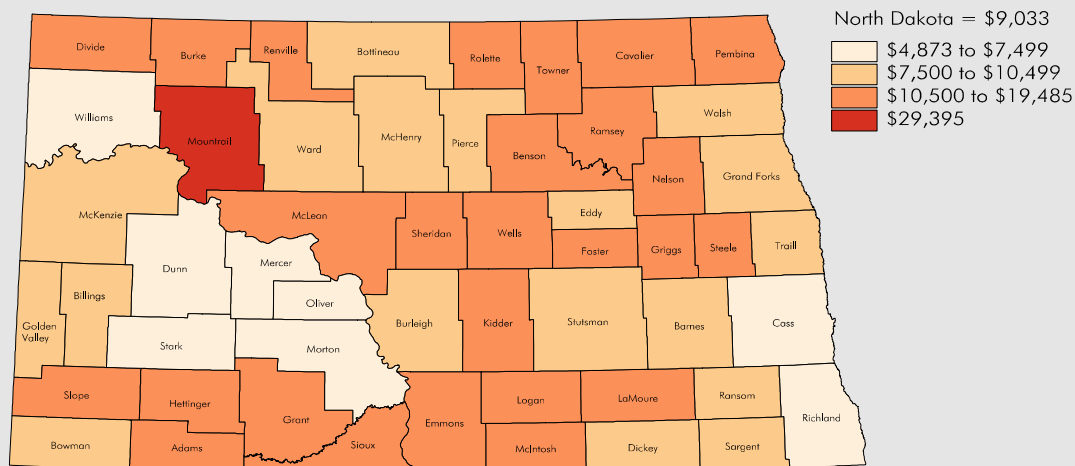 North Dakota = $9,033
$4,873 to $7,499
$7,500 to $10,499
$10,500 to $19,485
$29,395
Divide
Burke
Renville
Bottineau
Rolette
Towner
Cavalier
Pembina
Williams
Mountrail
Ward
McHenry
Pierce
Benson
Ramsey
Walsh
Nelson
Grand Forks
McKenzie
McLean
Sheridan
Wells
Eddy
Foster
Griggs
Steele
Traill
Dunn
Mercer
Oliver
Billings
Golden
Valley
Stark
Morton
Burleigh
Kidder
Stutsman
Barnes
Cass
Slope
Hettinger
Grant
Sioux
Emmons
Logan
LaMoure
Ransom
Richland
Bowman
Adams
McIntosh
Dickey
Sargent